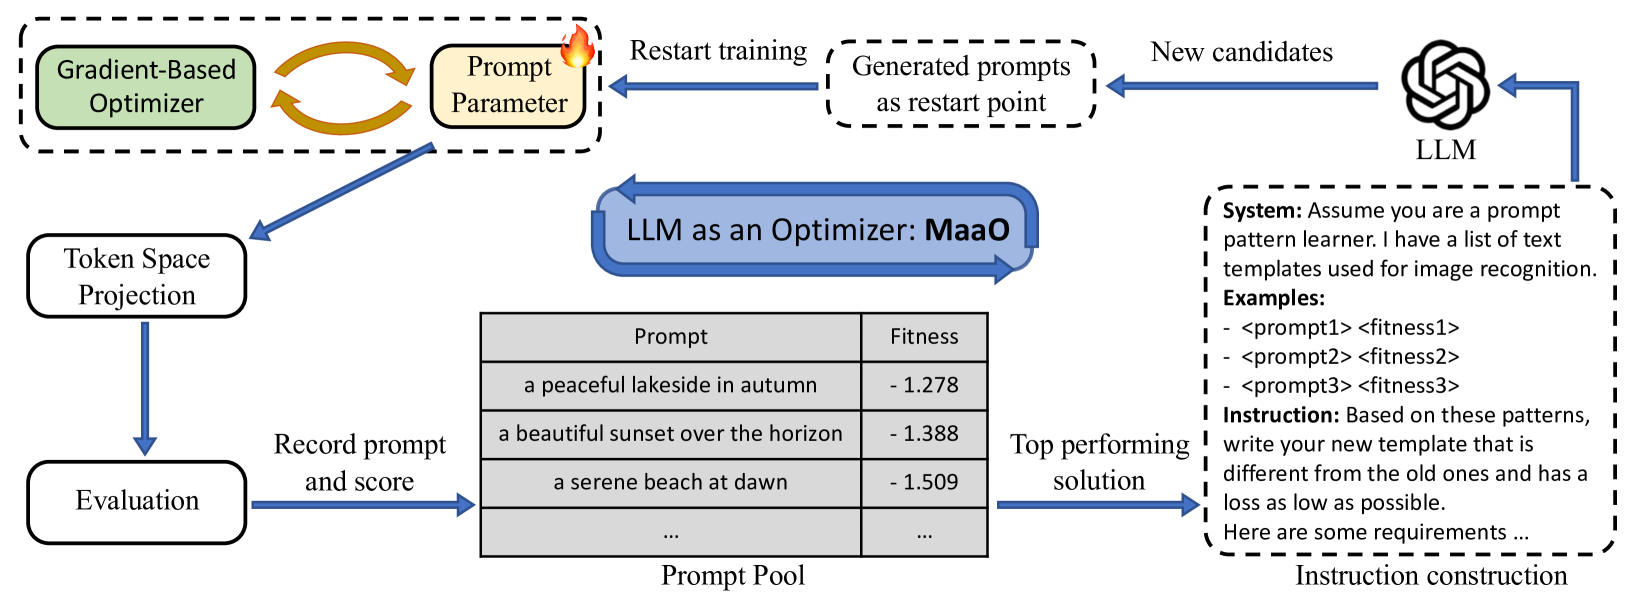 Gradient-Based
Optimizer
Prompt
Parameter
Restart training
Generated prompts
as restart point
New candidates
LLM
Token Space
Projection
LLM as an Optimizer: MaaO
Evaluation
Record prompt
and score
Prompt Fitness
a peaceful lakeside in autumn - 1.278
a beautiful sunset over the horizon - 1.388
a serene beach at dawn - 1.509
... ...
Prompt Pool
Top performing
solution
System: Assume you are a prompt
pattern learner. I have a list of text
templates used for image recognition.
Examples:
- <prompt1> <fitness1>
- <prompt2> <fitness2>
- <prompt3> <fitness3>
Instruction: Based on these patterns,
write your new template that is
different from the old ones and has a
loss as low as possible.
Here are some requirements ...
Instruction construction